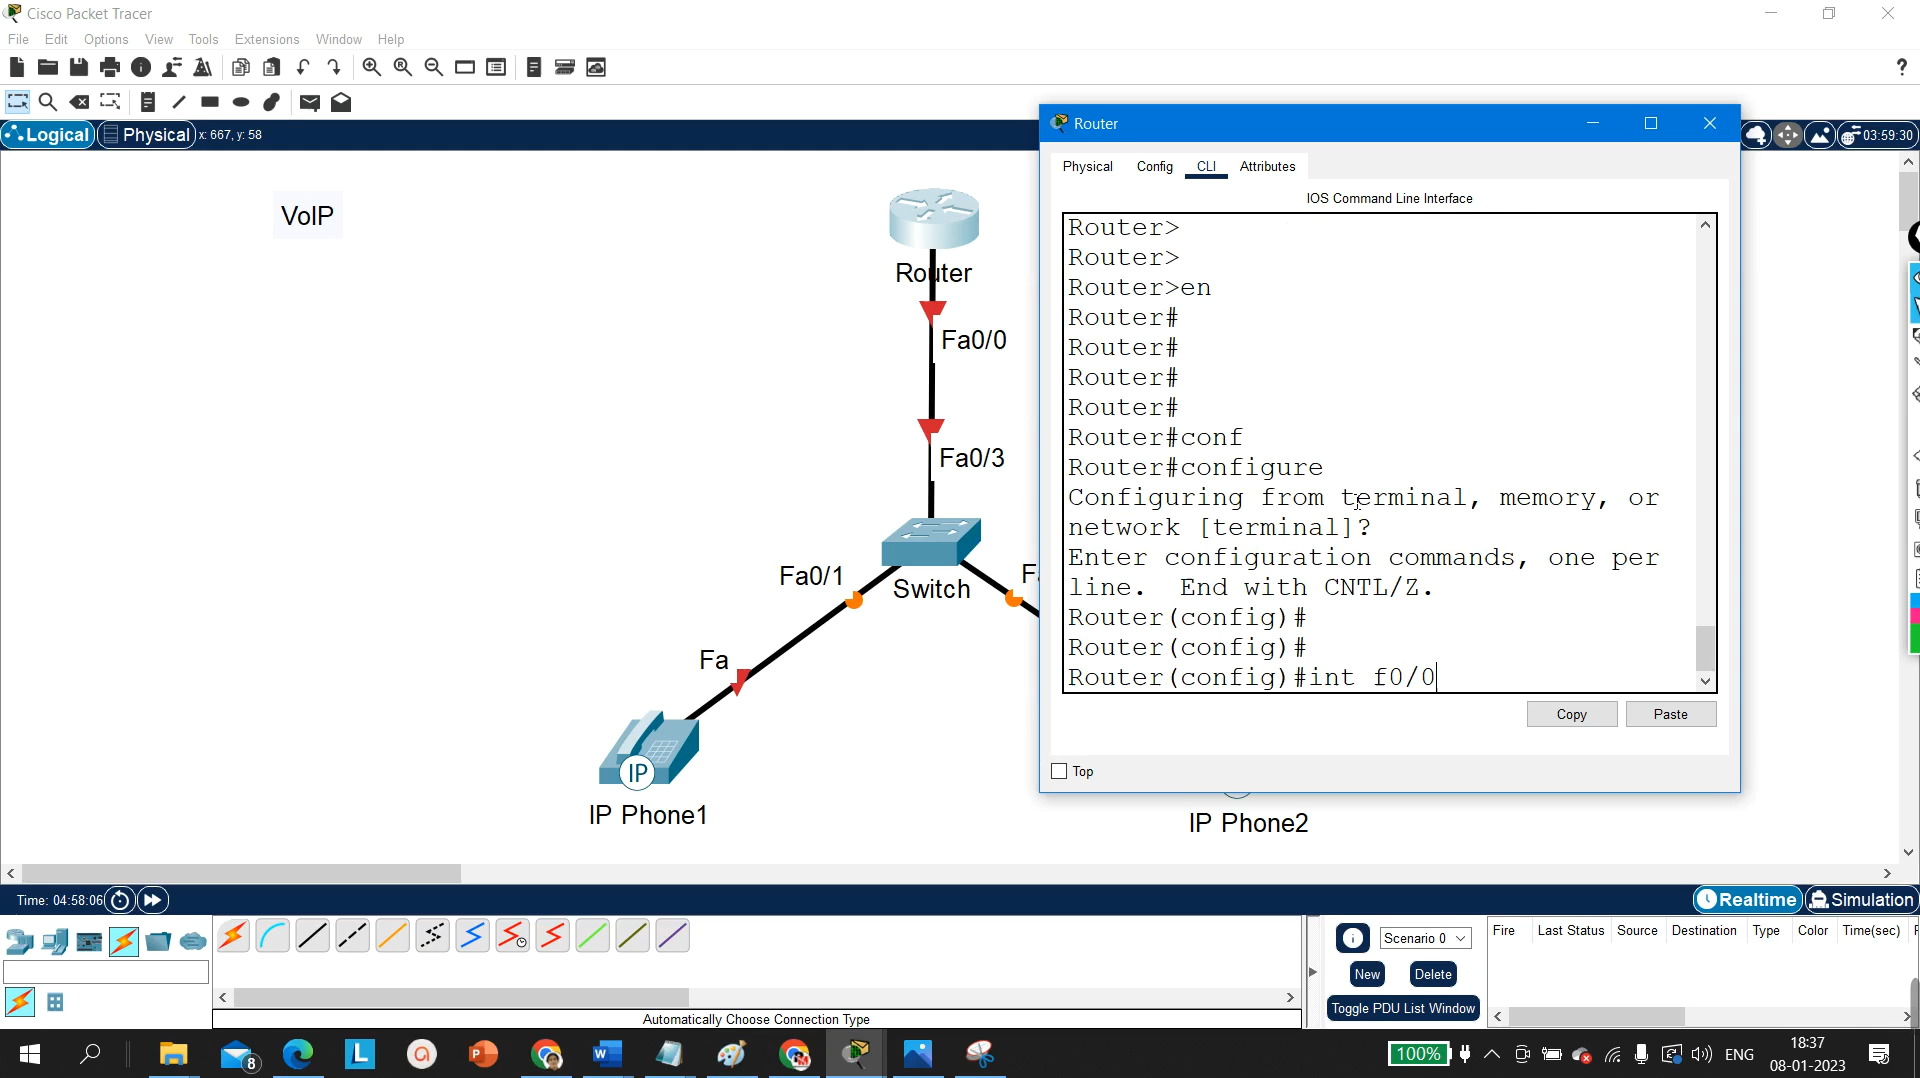 Cisco Packet Tracer
File Edit Options View Tools Extensions Window Help
Logical Physical x: 667, y: 58
03:59:30
VoIP
Router
Fa0/0
Fa0/3
Fa0/1
Switch
Fa
IP
IP Phone1
IP Phone2
Router
Physical Config CLI Attributes
IOS Command Line Interface
Router>
Router>
Router>en
Router#
Router#
Router#
Router#
Router#conf
Router#configure
Configuring from terminal, memory, or
network [terminal]?
Enter configuration commands, one per
line. End with CNTL/Z.
Router(config)#
Router(config)#
Router(config)#int f0/0
Copy Paste
Top
Time: 04:58:06
Realtime Simulation
Scenario 0
New Delete
Toggle PDU List Window
Fire Last Status Source Destination Type Color Time(sec)
Automatically Choose Connection Type
8
100%
ENG
18:37
08-01-2023